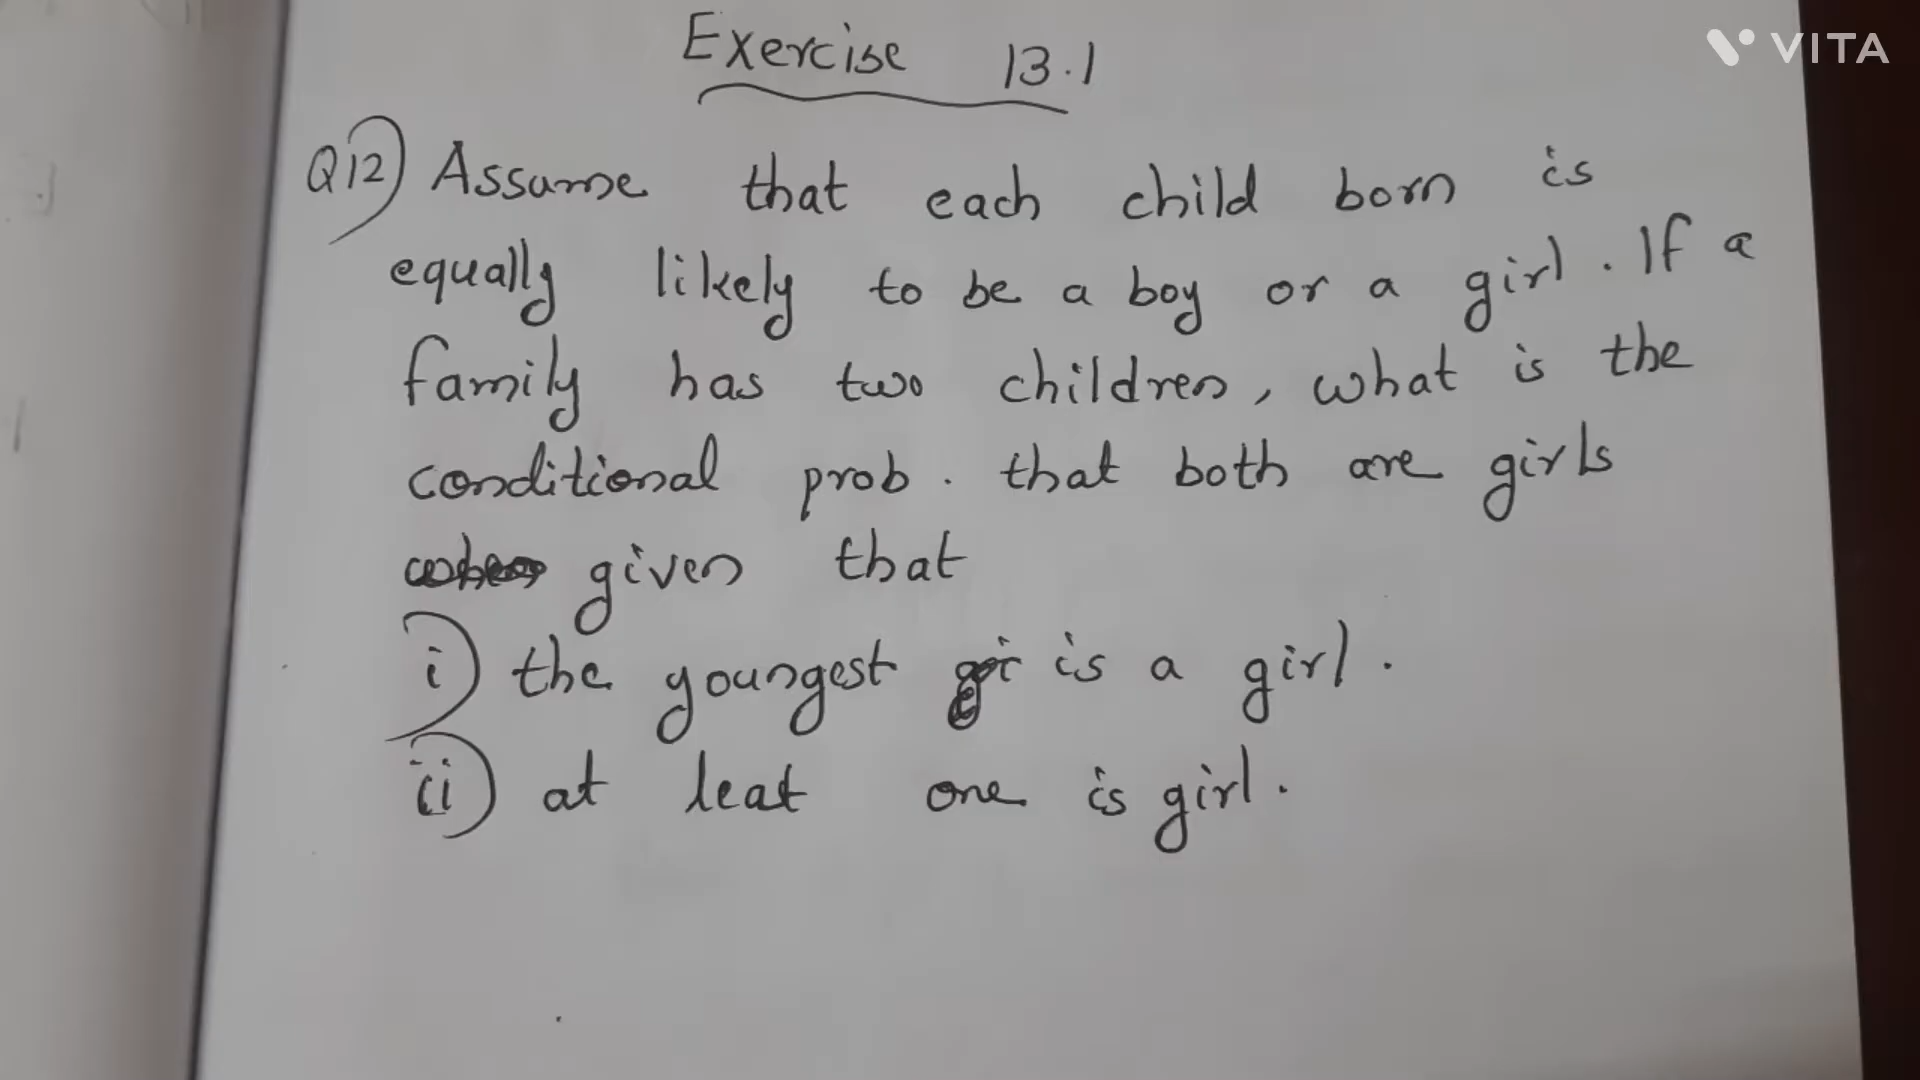 Exercise 13.1
VITA
Q12) Assume that each child born is
equally likely to be a boy or a girl. If a
family has two children, what is the
conditional prob. that both are girls
given that
i) the youngest is a girl.
ii) at leat one is girl.